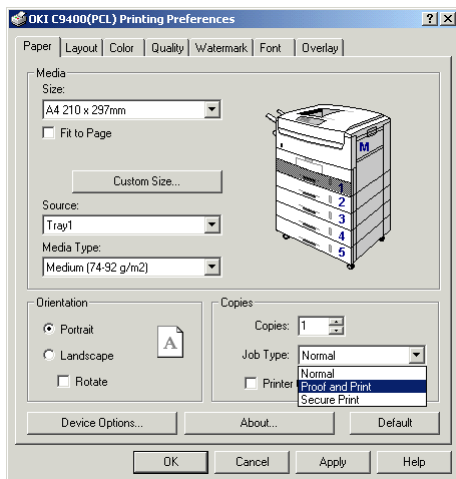 OKI C9400(PCL) Printing Preferences
Paper Layout Color Quality Watermark Font Overlay
Media
Size:
A4 210 x 297mm
Fit to Page
Custom Size...
Source:
Tray1
Media Type:
Medium (74-92 g/m2)
M
1
2
3
4
5
Orientation
Portrait
Landscape
Rotate
A
Copies
Copies: 1
Job Type: Normal
Normal
Proof and Print
Secure Print
Printer
Device Options... About... Default
OK Cancel Apply Help